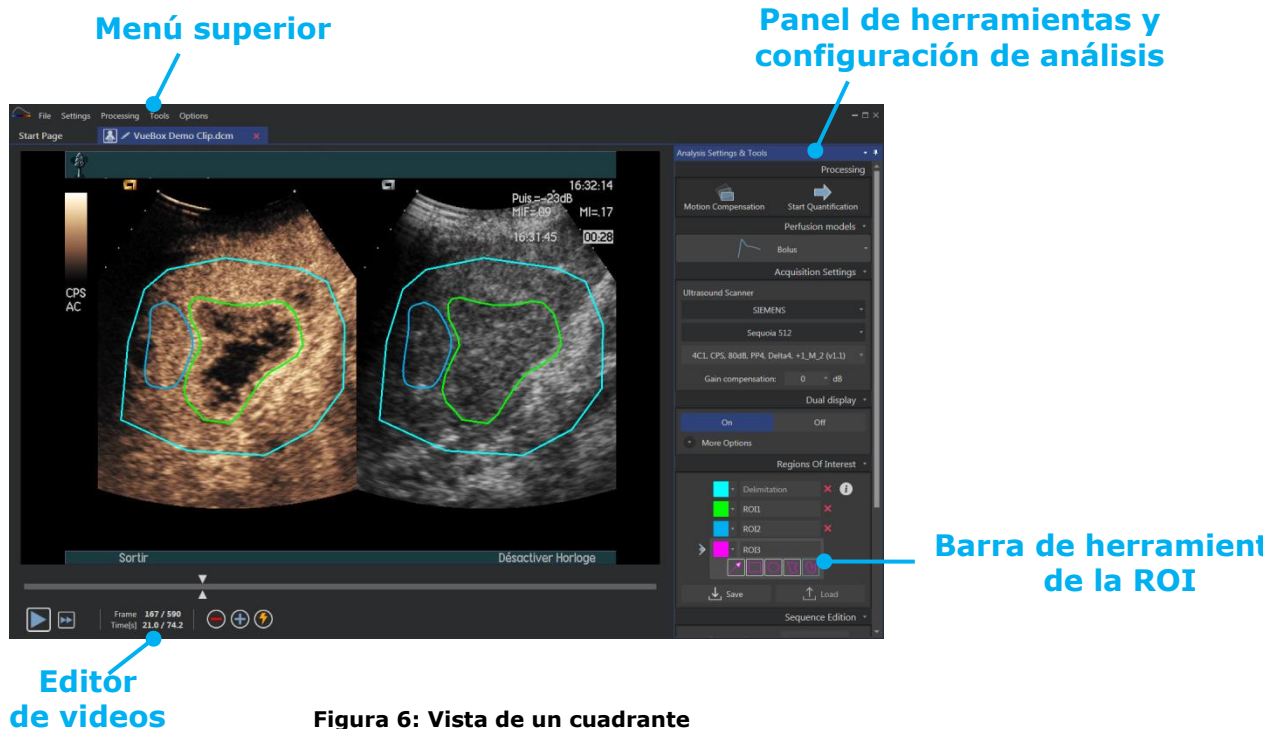 Menú superior
Panel de herramientas y
configuración de análisis
File Settings Processing Tools Options
Start Page VueBox Demo Clip.dcm
Analysis Settings & Tools
Processing
Motion Compensation Start Quantification
Perfusion models
Bolus
Acquisition Settings
Ultrasound Scanner
SIEMENS
Sequoia 512
4C1, CPS, 80dB, PP4, Delta4, +1_M_2 (v1.1)
Gain compensation: 0 dB
Dual display
On Off
More Options
Regions Of Interest
Delimitation
ROI1
ROI2
ROI3
Save Load
Sequence Edition
16:32:14
Puis.=-23dB
MIF=.09 MI=.17
16:31:45 00:28
CPS
AC
Sortir Désactiver Horloge
Frame 167 / 590
Time[s] 21.0 / 74.2
Barra de herramient
de la ROI
Editor
de videos
Figura 6: Vista de un cuadrante